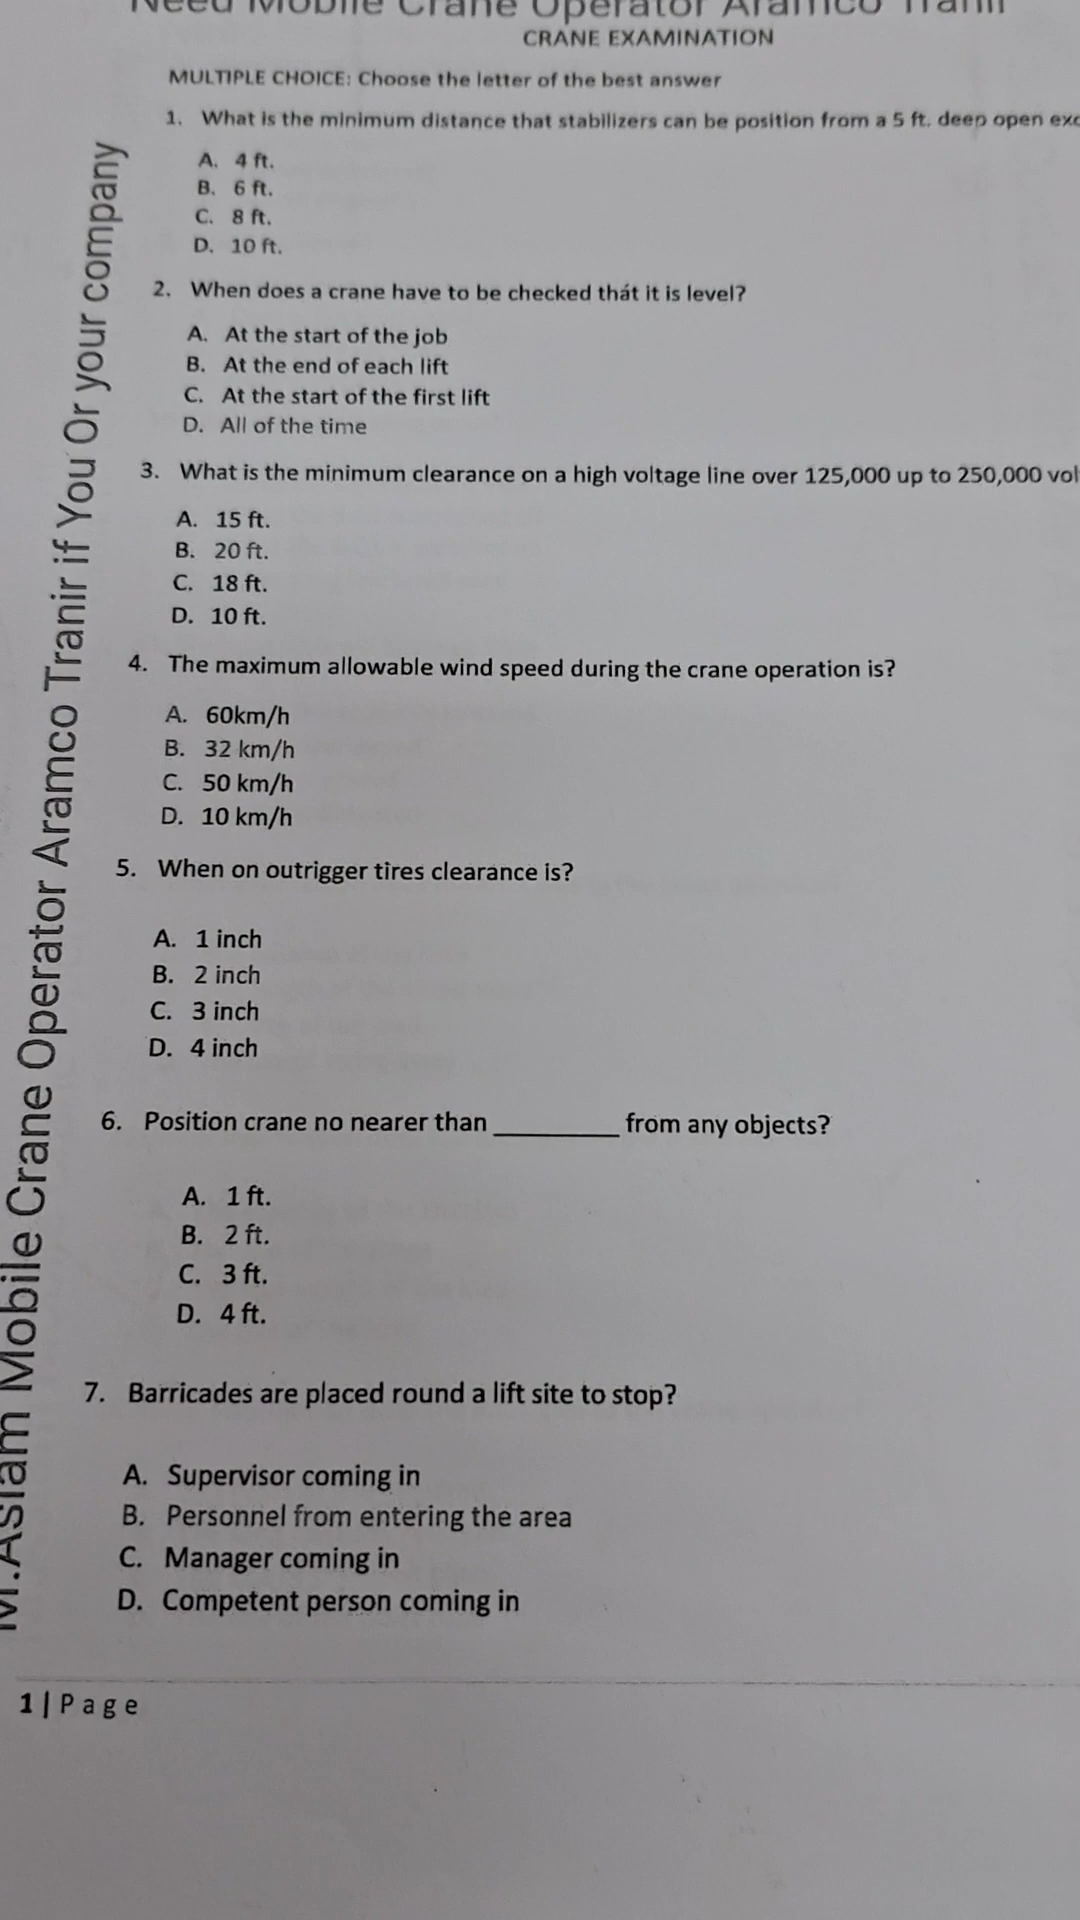 Need Mobile Crane Operator Aramco Tranir
CRANE EXAMINATION
MULTIPLE CHOICE: Choose the letter of the best answer
1. What is the minimum distance that stabilizers can be position from a 5 ft. deep open
A. 4 ft.
B. 6 ft.
C. 8 ft.
D. 10 ft.
2. When does a crane have to be checked thát it is level?
A. At the start of the job
B. At the end of each lift
C. At the start of the first lift
D. All of the time
3. What is the minimum clearance on a high voltage line over 125,000 up to 250,000
A. 15 ft.
B. 20 ft.
C. 18 ft.
D. 10 ft.
4. The maximum allowable wind speed during the crane operation is?
A. 60km/h
B. 32 km/h
C. 50 km/h
D. 10 km/h
5. When on outrigger tires clearance is?
A. 1 inch
B. 2 inch
C. 3 inch
D. 4 inch
6. Position crane no nearer than ________ from any objects?
A. 1 ft.
B. 2 ft.
C. 3 ft.
D. 4 ft.
7. Barricades are placed round a lift site to stop?
A. Supervisor coming in
B. Personnel from entering the area
C. Manager coming in
D. Competent person coming in
1 | P a g e
M.Aslam Mobile Crane Operator Aramco Tranir if You Or your company